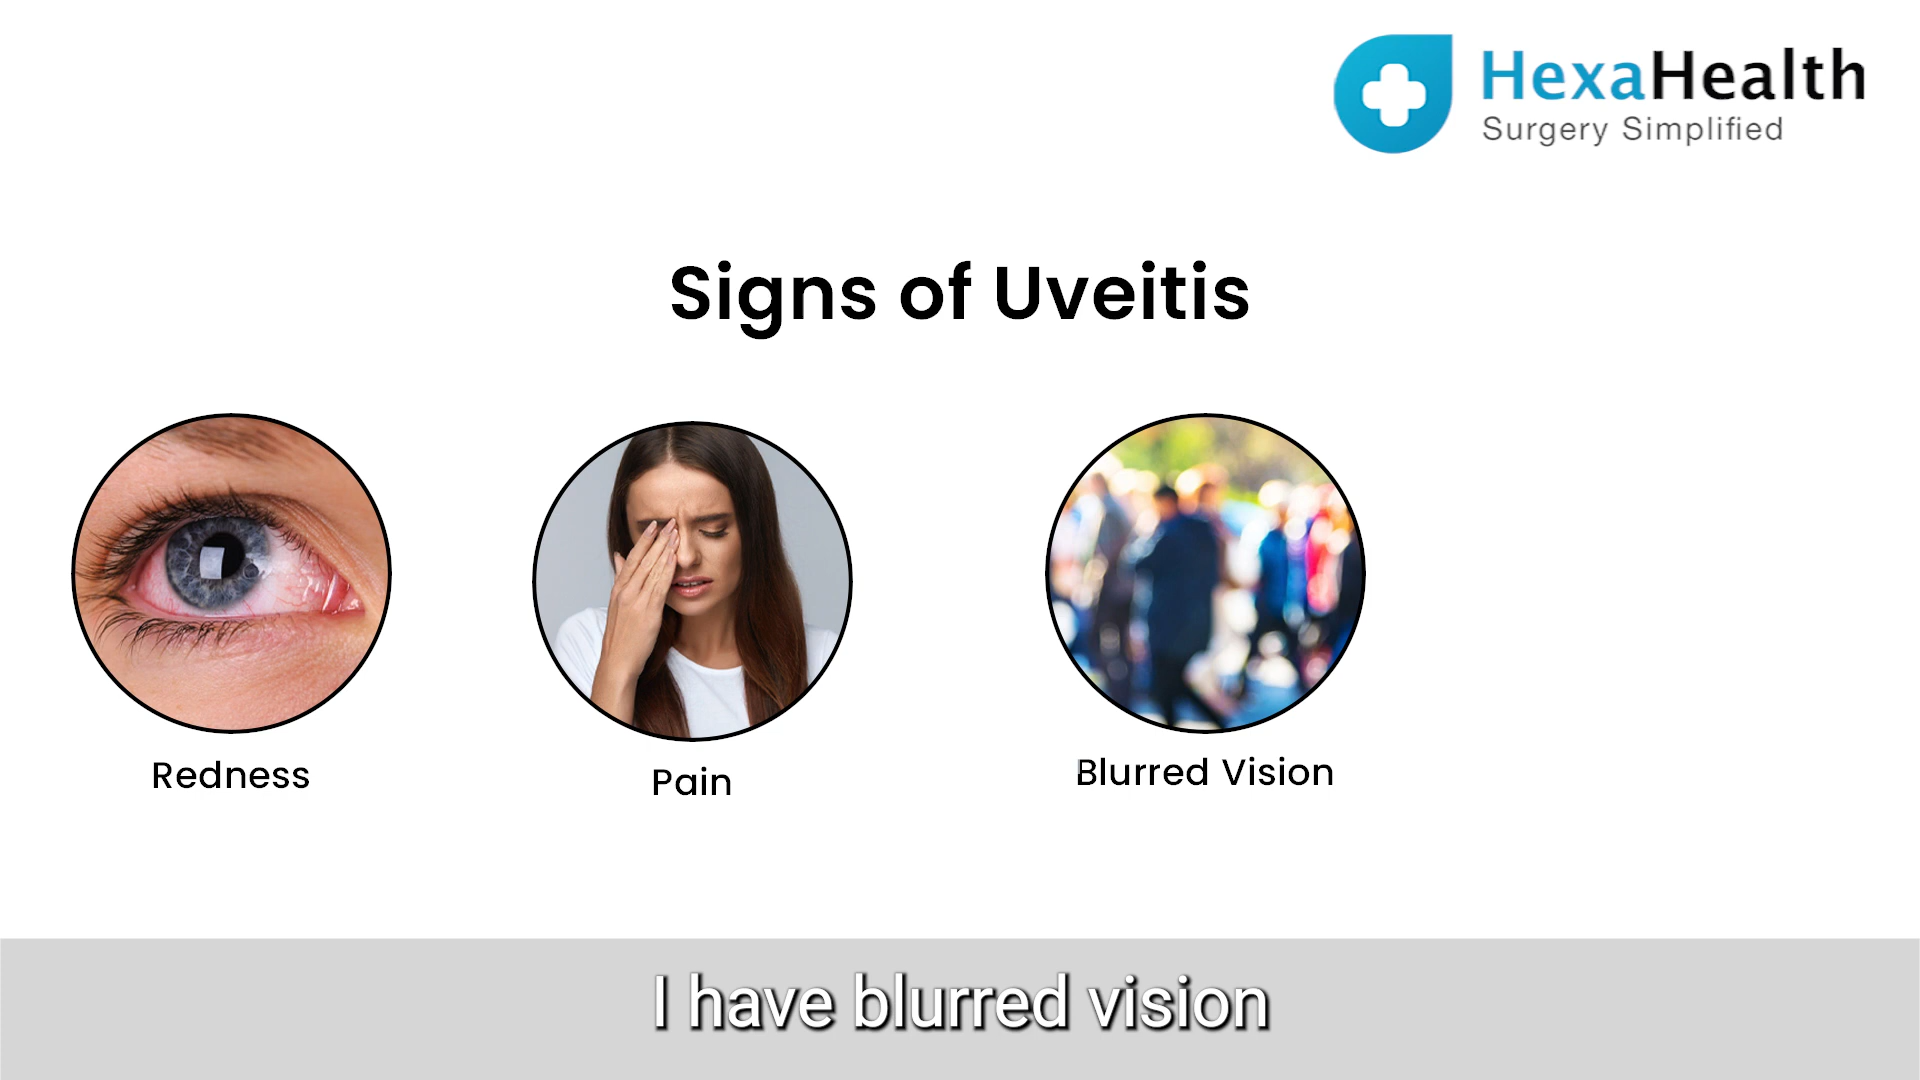 HexaHealth
Surgery Simplified
Signs of Uveitis
Redness
Pain
Blurred Vision
I have blurred vision